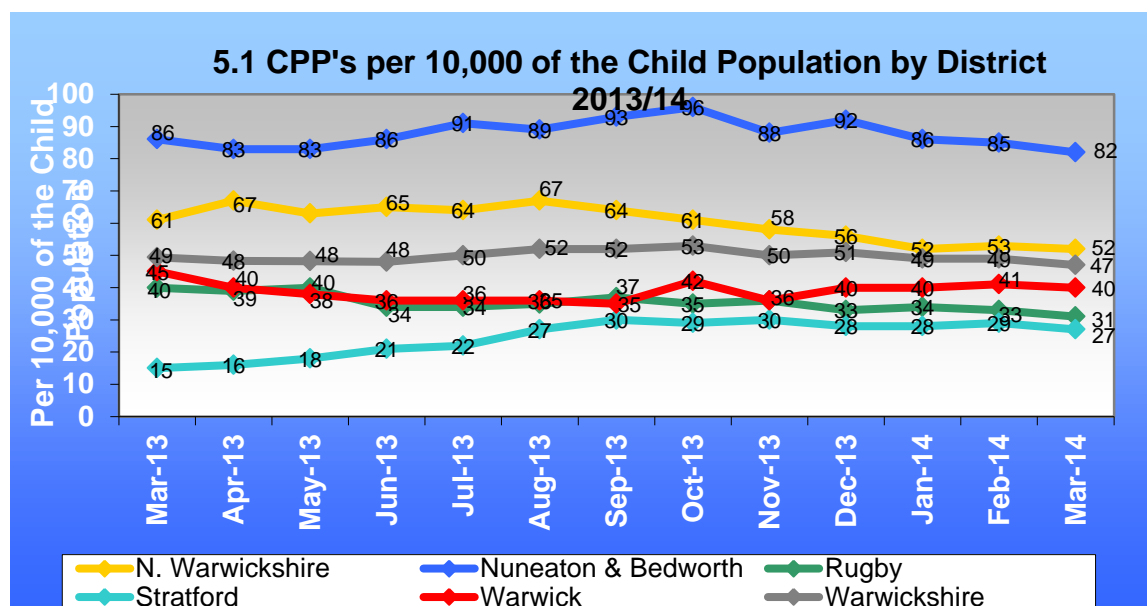 5.1 CPP's per 10,000 of the Child Population by District
2013/14
Per 10,000 of the Child
Population
100
90
80
70
60
50
40
30
20
10
0
86 83 83 86 91 89 93 96 88 92 86 85 82
61 67 65 64 67 64 61 58 56 52 53 52
49 48 48 48 50 52 52 53 50 51 49 49 47
45 40 38 36 36 36 35 42 36 40 40 41 40
40 39 40 34 34 35 37 35 33 34 33 31
15 16 18 21 22 27 30 29 30 28 28 29 27
Mar-13
Apr-13
May-13
Jun-13
Jul-13
Aug-13
Sep-13
Oct-13
Nov-13
Dec-13
Jan-14
Feb-14
Mar-14
N. Warwickshire Nuneaton & Bedworth Rugby
Stratford Warwick Warwickshire